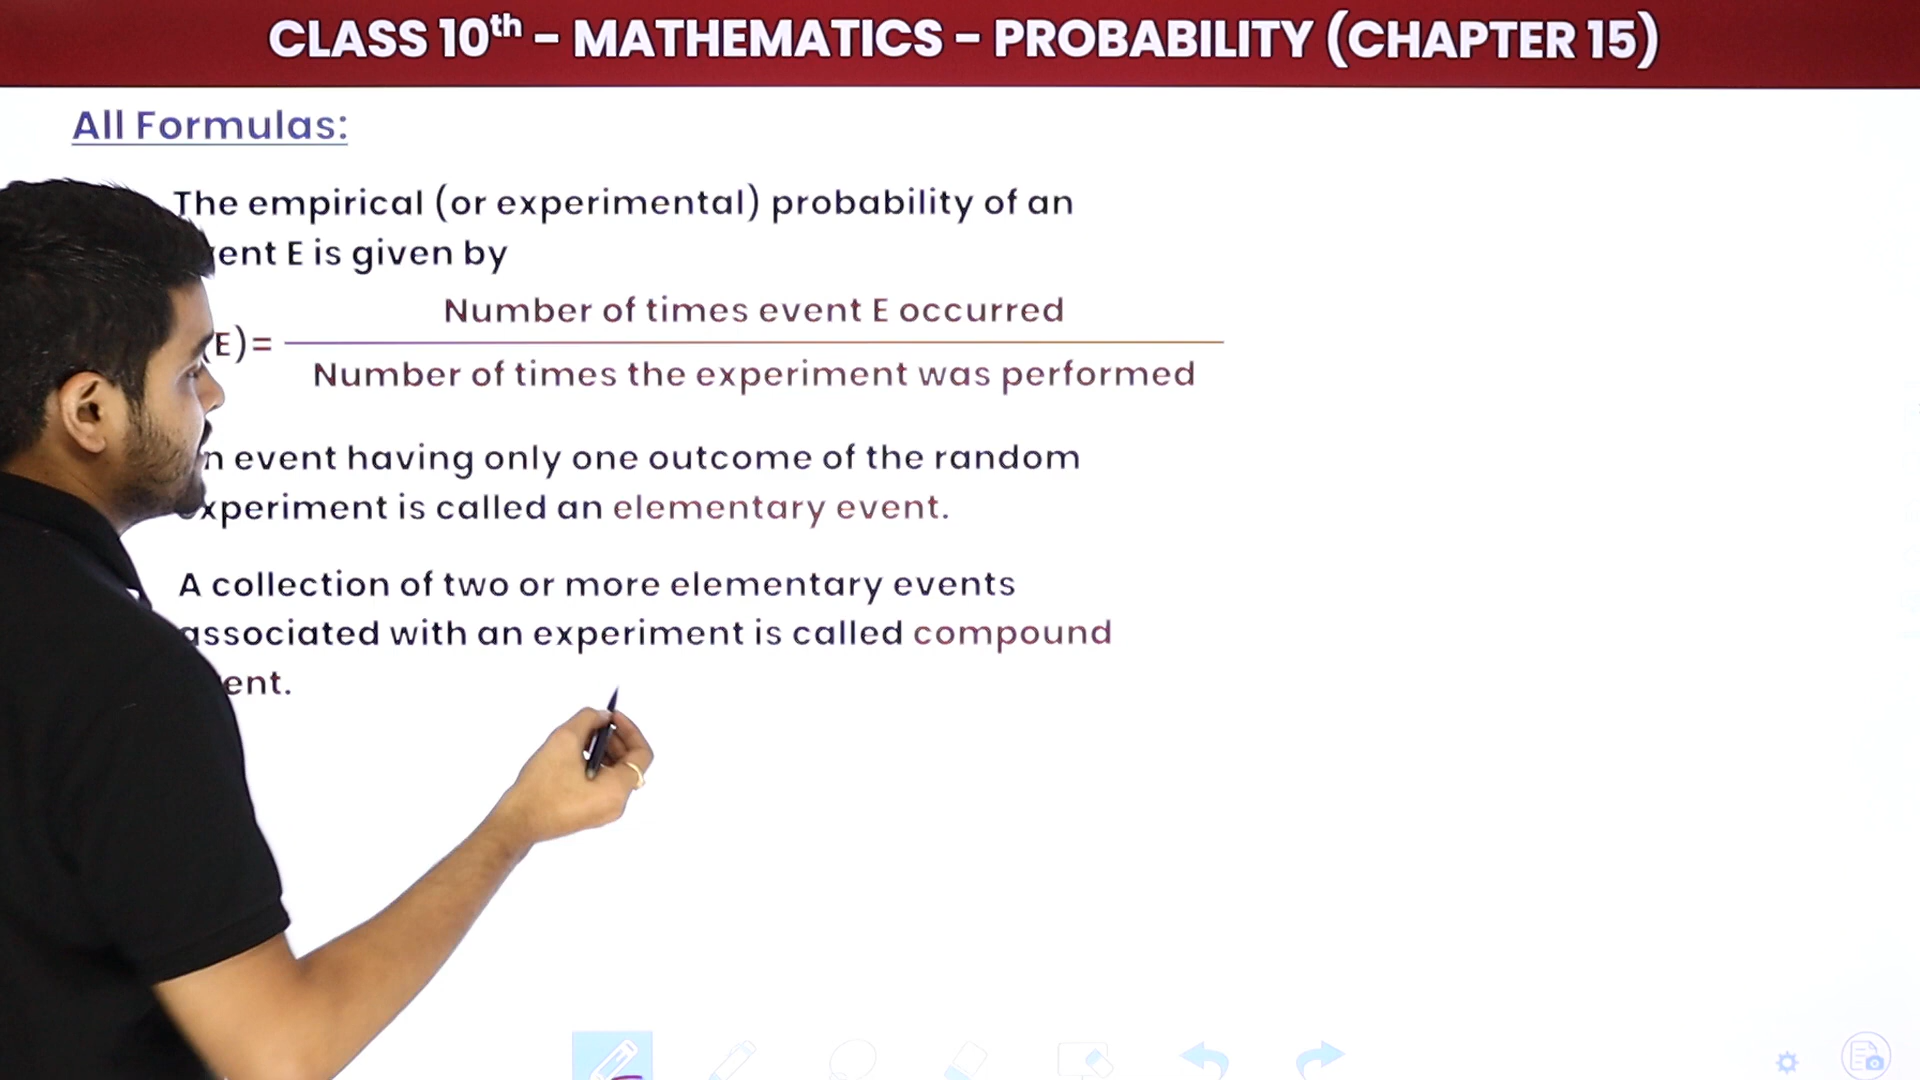 CLASS 10th - MATHEMATICS - PROBABILITY (CHAPTER 15)
All Formulas:
The empirical (or experimental) probability of an
ent E is given by
Number of times event E occurred
(E)=
Number of times the experiment was performed
n event having only one outcome of the random
xperiment is called an elementary event.
A collection of two or more elementary events
associated with an experiment is called compound
ent.